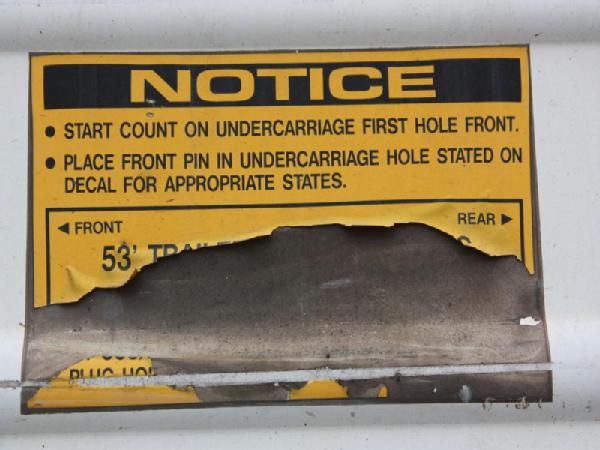 NOTICE
• START COUNT ON UNDERCARRIAGE FIRST HOLE FRONT.
• PLACE FRONT PIN IN UNDERCARRIAGE HOLE STATED ON
DECAL FOR APPROPRIATE STATES.
◀ FRONT REAR ▶
53'
PLUG